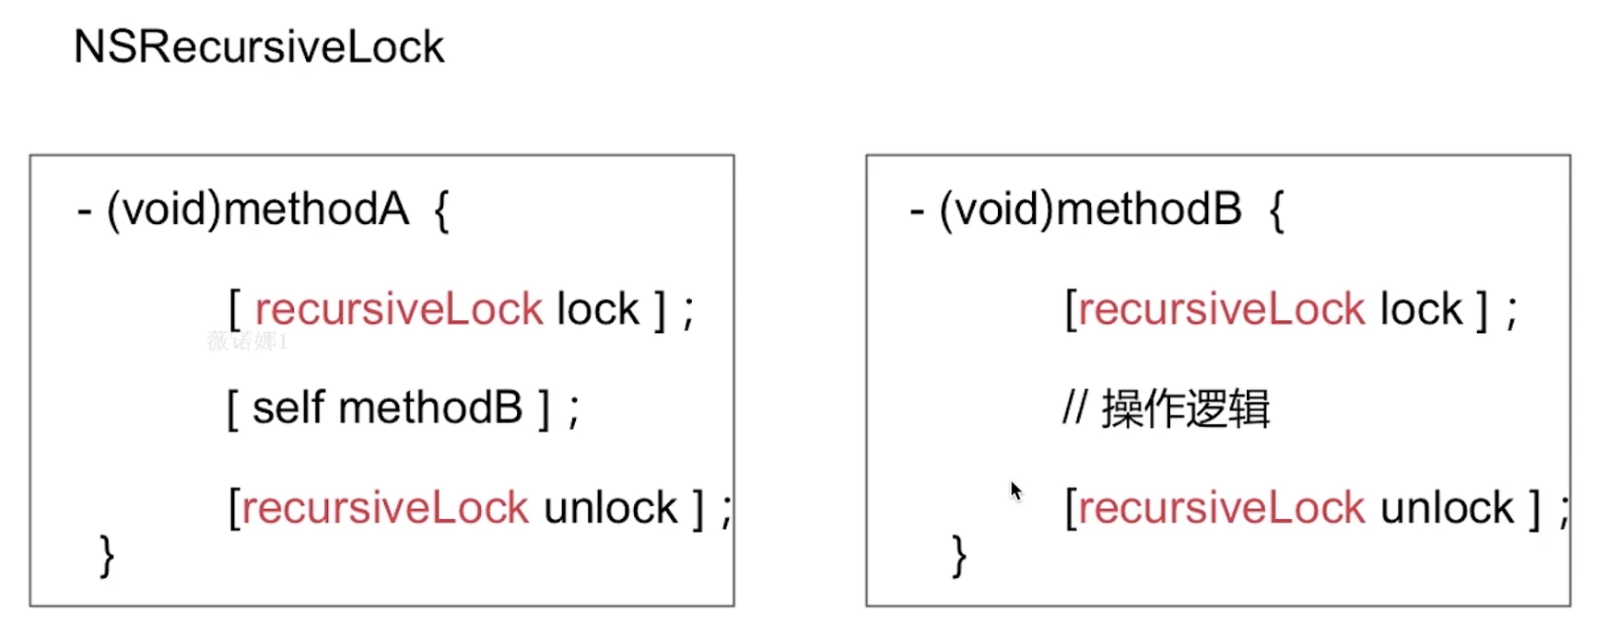 NSRecursiveLock
- (void)methodA {
[ recursiveLock lock ] ;
薇诺娜1
[ self methodB ] ;
[recursiveLock unlock ] ;
}
- (void)methodB {
[recursiveLock lock ] ;
// 操作逻辑
[recursiveLock unlock ] ;
}